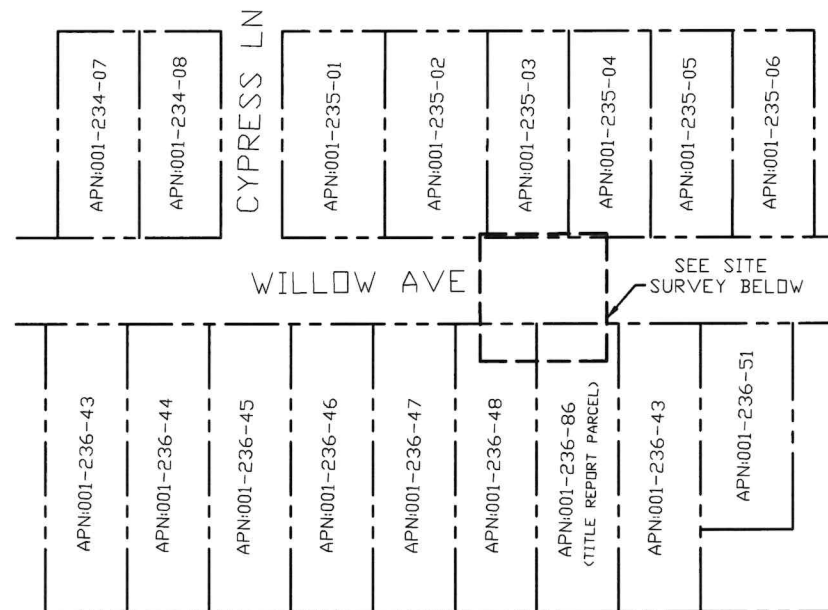 APN:001-234-07
APN:001-234-08
CYPRESS LN
APN:001-235-01
APN:001-235-02
APN:001-235-03
APN:001-235-04
APN:001-235-05
APN:001-235-06
WILLOW AVE
SEE SITE
SURVEY BELOW
APN:001-236-43
APN:001-236-44
APN:001-236-45
APN:001-236-46
APN:001-236-47
APN:001-236-48
APN:001-236-86
<TITLE REPORT PARCEL>
APN:001-236-43
APN:001-236-51